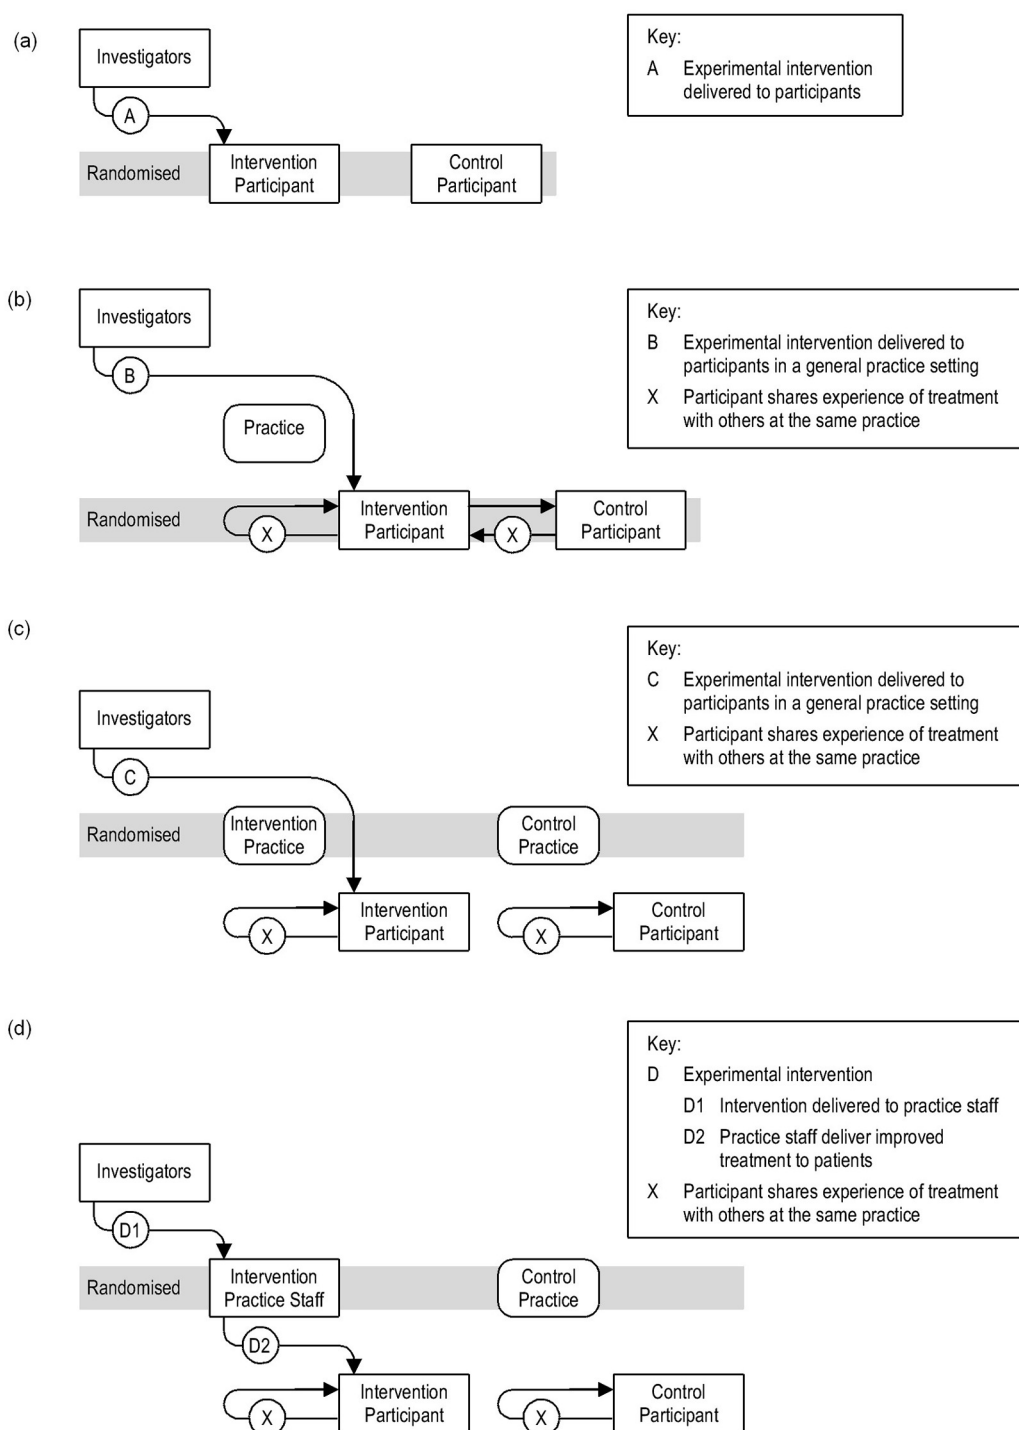 (a)
Investigators
A
Randomised
Intervention
Participant
Control
Participant
Key:
A Experimental intervention
delivered to participants
(b)
Investigators
B
Practice
Randomised
X
Intervention
Participant
X
Control
Participant
Key:
B Experimental intervention delivered to
participants in a general practice setting
X Participant shares experience of treatment
with others at the same practice
(c)
Investigators
C
Randomised
Intervention
Practice
Control
Practice
X
Intervention
Participant
X
Control
Participant
Key:
C Experimental intervention delivered to
participants in a general practice setting
X Participant shares experience of treatment
with others at the same practice
(d)
Investigators
D1
Randomised
Intervention
Practice Staff
Control
Practice
D2
X
Intervention
Participant
X
Control
Participant
Key:
D Experimental intervention
D1 Intervention delivered to practice staff
D2 Practice staff deliver improved
treatment to patients
X Participant shares experience of treatment
with others at the same practice